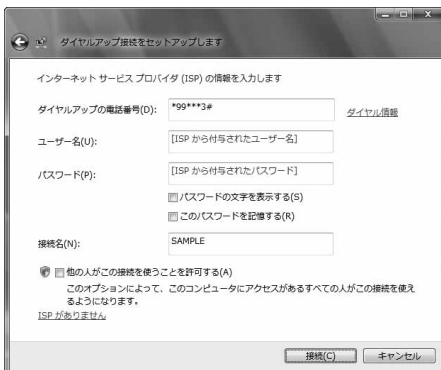 ダイヤルアップ接続をセットアップします
インターネット サービス プロバイダ (ISP) の情報を入力します
ダイヤルアップの電話番号(D):
*99***3#
ダイヤル情報
ユーザー名(U):
[ISP から付与されたユーザー名]
パスワード(P):
[ISP から付与されたパスワード]
パスワードの文字を表示する(S)
このパスワードを記憶する(R)
接続名(N):
SAMPLE
他の人がこの接続を使うことを許可する(A)
このオプションによって、このコンピュータにアクセスがあるすべての人がこの接続を使え
るようになります。
ISP がありません
接続(C)
キャンセル